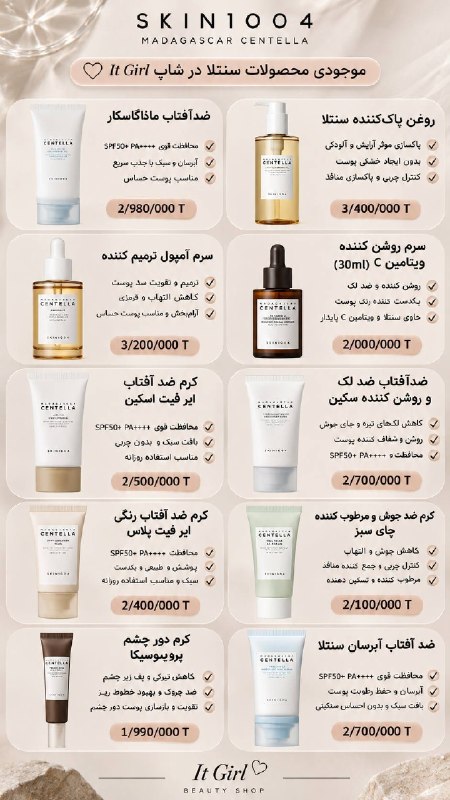 SKIN1004
MADAGASCAR CENTELLA
موجودی محصولات سنتلا در شاپ It Girl
روغن پاک‌کننده سنتلا
پاکسازی موثر آرایش و آلودگی
بدون ایجاد خشکی پوست
کنترل چربی و پاکسازی منافذ
3/400/000 T
ضدآفتاب ماداگاسکار
محافظت قوی SPF50+ PA++++
آبرسان و سبک با جذب سریع
مناسب پوست حساس
2/980/000 T
سرم روشن کننده
ویتامین C (30ml)
روشن کننده و ضد لک
یکدست کننده رنگ پوست
حاوی سنتلا و ویتامین C پایدار
2/000/000 T
سرم آمپول ترمیم کننده
ترمیم و تقویت سد پوست
کاهش التهاب و قرمزی
آرام‌بخش و مناسب پوست حساس
3/200/000 T
ضدآفتاب ضد لک
و روشن کننده سکین
کاهش لک‌های تیره و جای جوش
روشن و شفاف کننده پوست
محافظت SPF50+ PA++++
2/700/000 T
کرم ضد آفتاب
ایر فیت اسکین
محافظت قوی SPF50+ PA++++
بافت سبک و بدون چربی
مناسب استفاده روزانه
2/500/000 T
کرم ضد جوش و مرطوب کننده
چای سبز
کاهش جوش و التهاب
کنترل چربی و جمع کننده منافذ
مرطوب کننده و تسکین دهنده
2/100/000 T
کرم ضد آفتاب رنگی
ایر فیت پلاس
محافظت SPF50+ PA++++
پوشش و طبیعی و یکدست
سبک و مناسب استفاده روزانه
2/400/000 T
ضد آفتاب آبرسان سنتلا
محافظت قوی SPF50+ PA++++
آبرسان و حفظ رطوبت پوست
بافت سبک و بدون احساس سنگینی
2/700/000 T
کرم دور چشم
کاهش تیرگی و پف زیر چشم
ضد چروک و بهبود خطوط ریز
تقویت و بازسازی پوست دور چشم
1/990/000 T
It Girl
BEAUTY SHOP